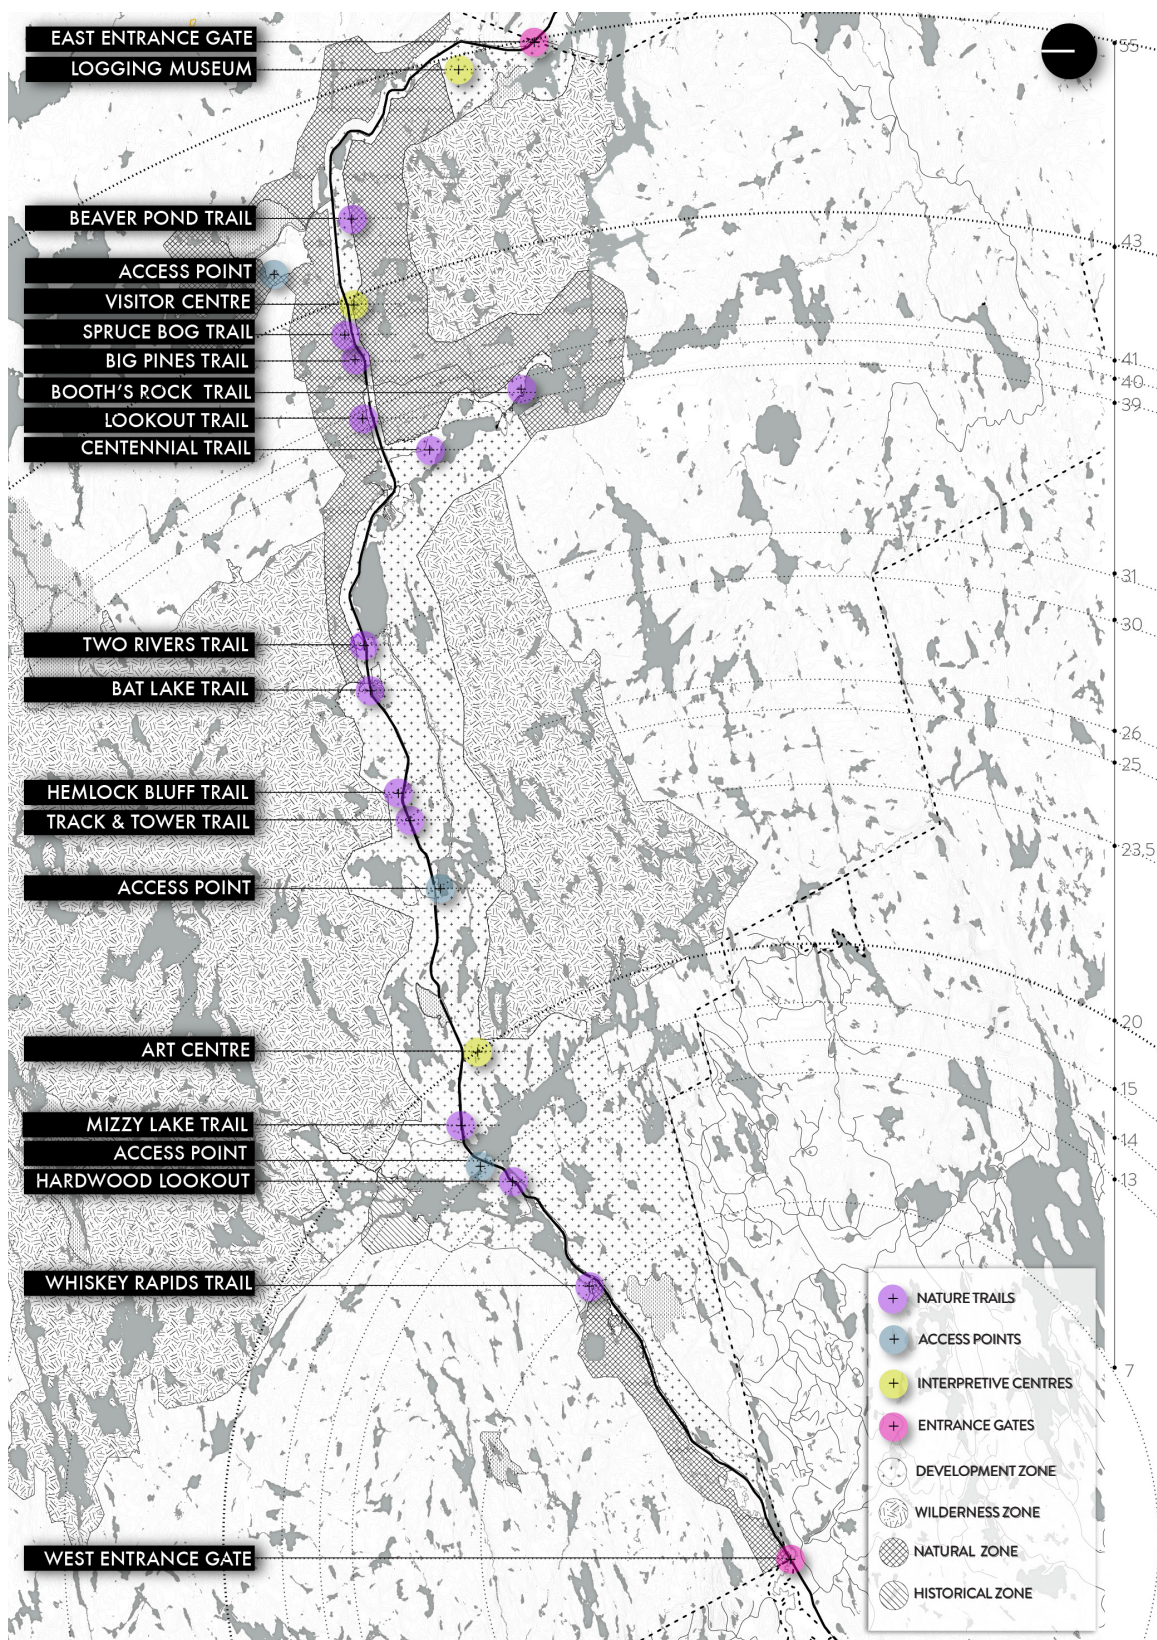 EAST ENTRANCE GATE
LOGGING MUSEUM
BEAVER POND TRAIL
ACCESS POINT
VISITOR CENTRE
SPRUCE BOG TRAIL
BIG PINES TRAIL
BOOTH'S ROCK TRAIL
LOOKOUT TRAIL
CENTENNIAL TRAIL
TWO RIVERS TRAIL
BAT LAKE TRAIL
HEMLOCK BLUFF TRAIL
TRACK & TOWER TRAIL
ACCESS POINT
ART CENTRE
MIZZY LAKE TRAIL
ACCESS POINT
HARDWOOD LOOKOUT
WHISKEY RAPIDS TRAIL
WEST ENTRANCE GATE
55
43
41
40
39
31
30
26
25
23,5
20
15
14
13
7
NATURE TRAILS
ACCESS POINTS
INTERPRETIVE CENTRES
ENTRANCE GATES
DEVELOPMENT ZONE
WILDERNESS ZONE
NATURAL ZONE
HISTORICAL ZONE